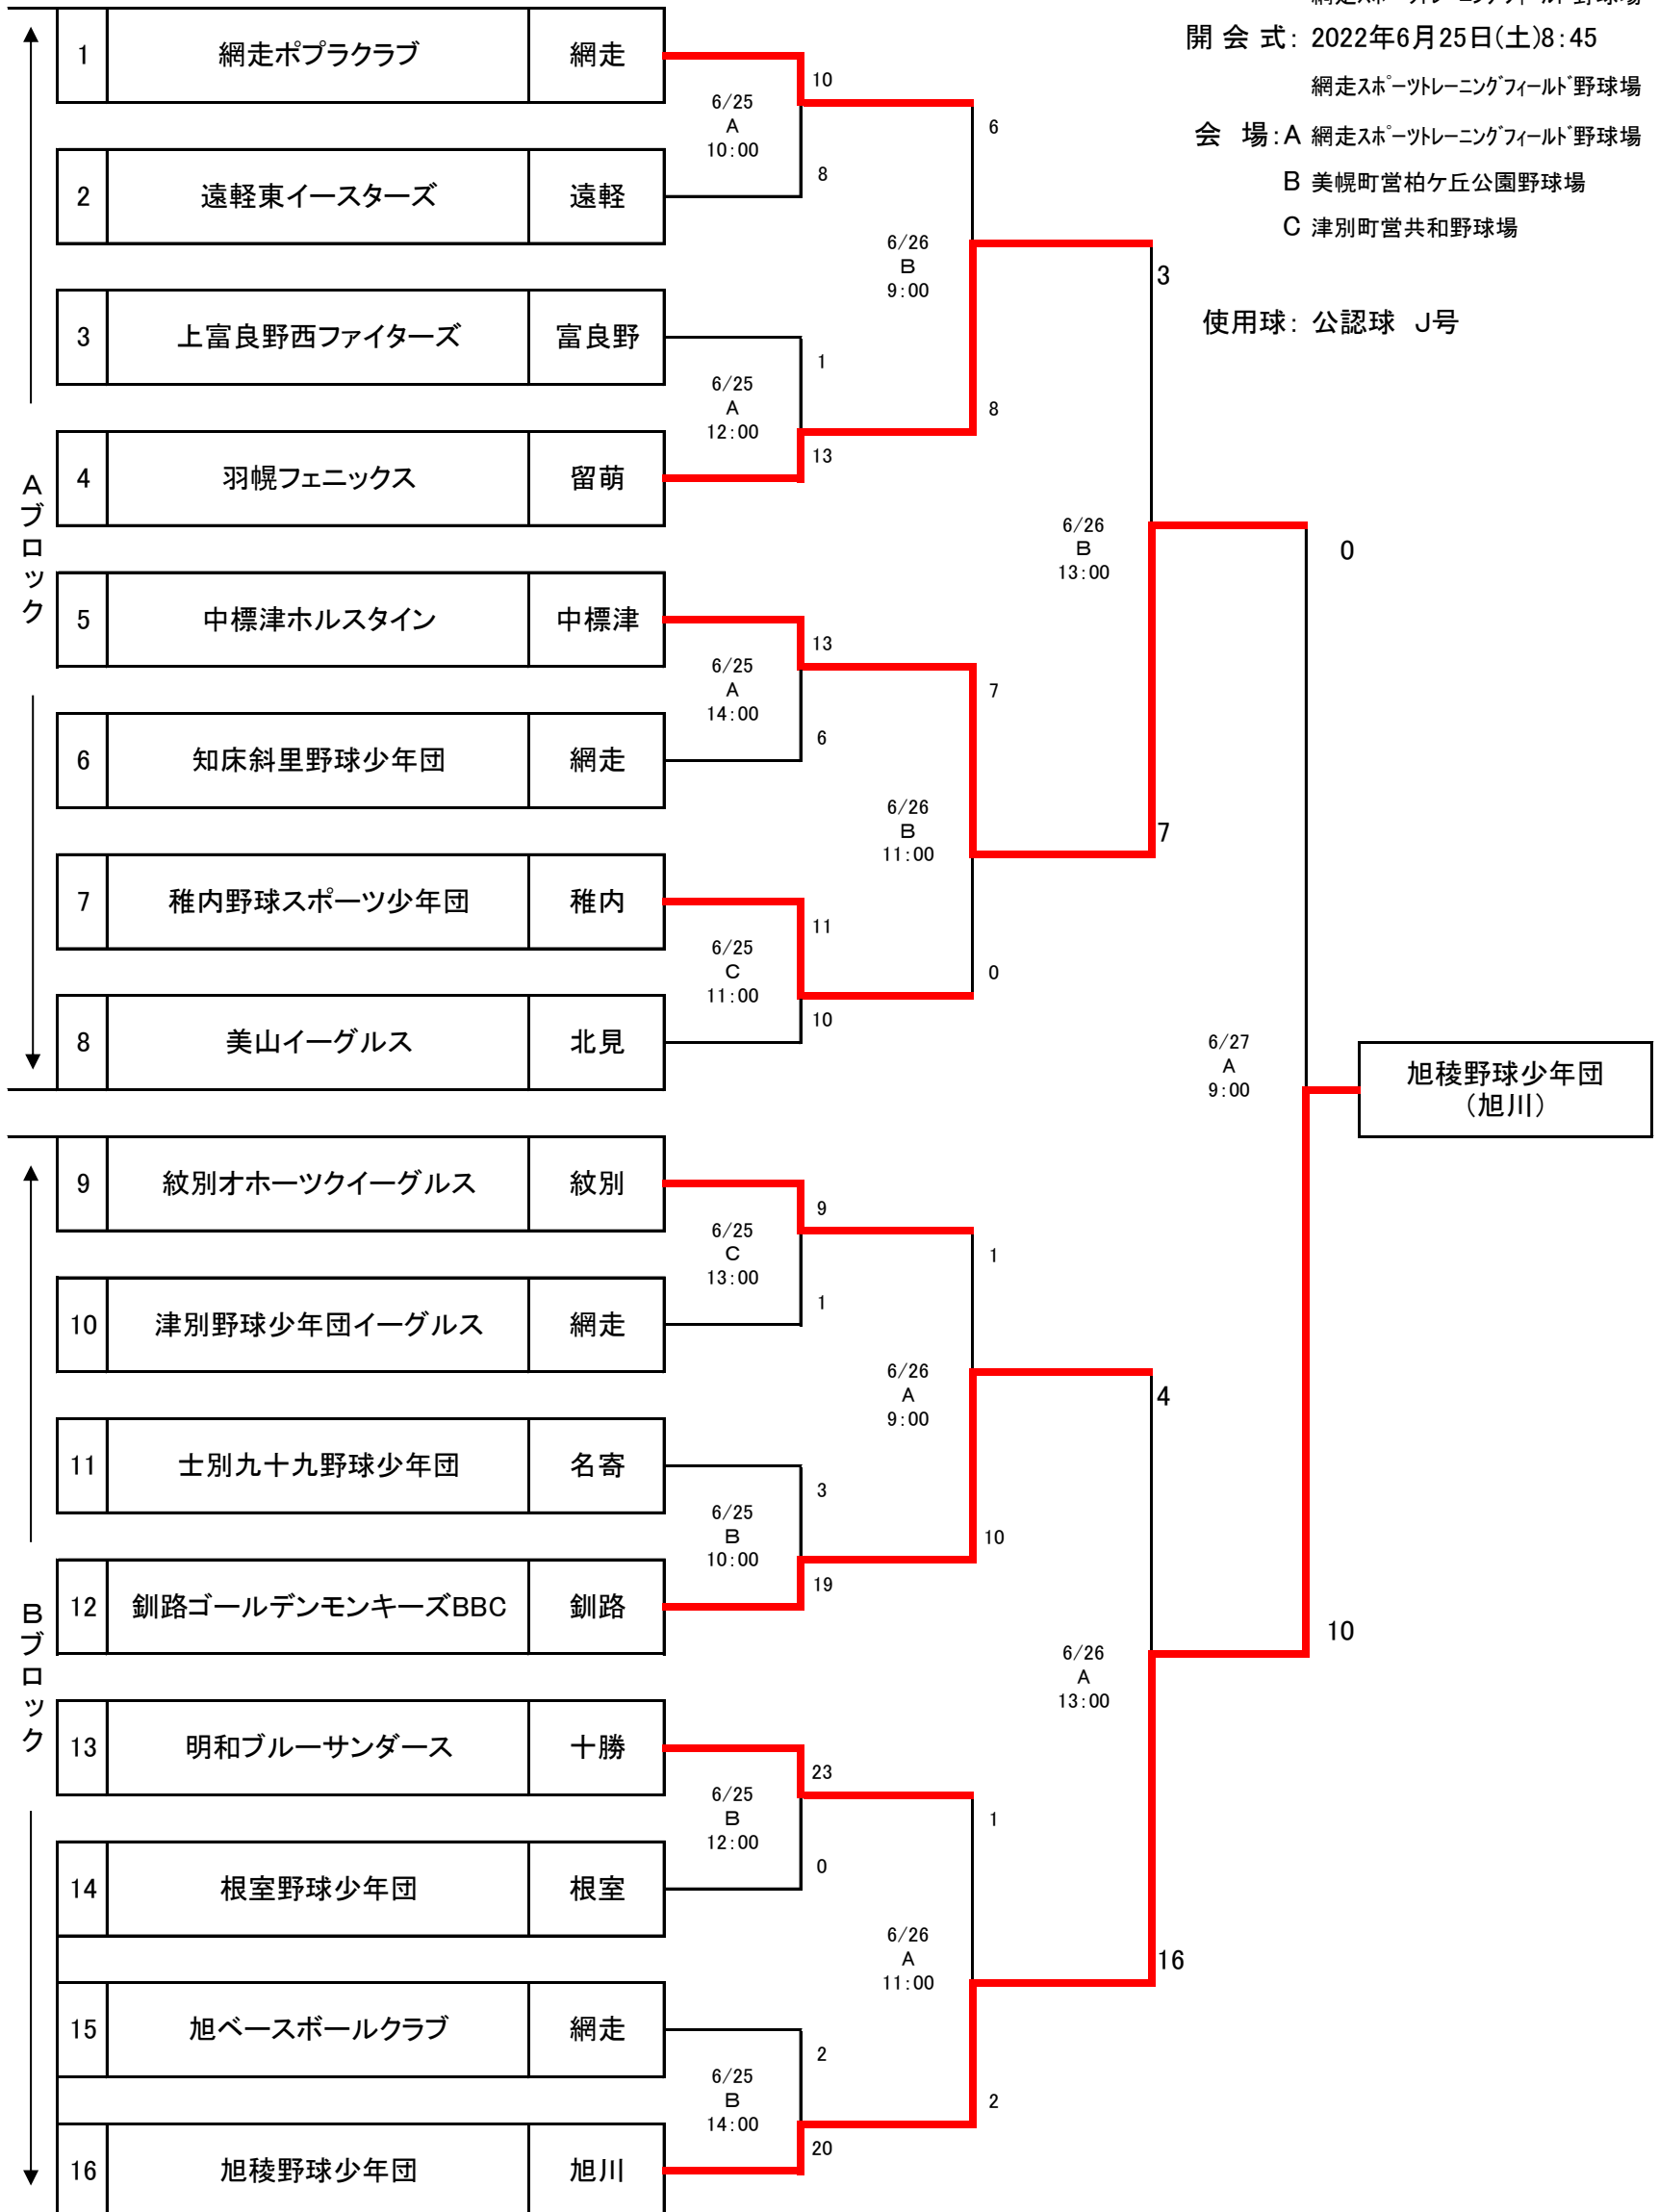 網走スポーツトレーニングフィールド野球場
開 会 式： 2022年6月25日(土)8：45
網走スポーツトレーニングフィールド野球場
会　場：A 網走スポーツトレーニングフィールド野球場
B 美幌町営柏ケ丘公園野球場
C 津別町営共和野球場
使用球： 公認球　J号
Aブロック
1 網走ポプラクラブ 網走
10
6/25
A
10：00
8
2 遠軽東イースターズ 遠軽
6
6/26
B
9：00
8
3 上富良野西ファイターズ 富良野
1
6/25
A
12：00
13
4 羽幌フェニックス 留萌
3
6/26
B
13：00
7
5 中標津ホルスタイン 中標津
13
6/25
A
14：00
6
6 知床斜里野球少年団 網走
7
6/26
B
11：00
0
7 稚内野球スポーツ少年団 稚内
11
6/25
C
11：00
10
8 美山イーグルス 北見
0
6/27
A
9：00
10
旭稜野球少年団
（旭川）
Bブロック
9 紋別オホーツクイーグルス 紋別
9
6/25
C
13：00
1
10 津別野球少年団イーグルス 網走
1
6/26
A
9：00
10
11 士別九十九野球少年団 名寄
3
6/25
B
10：00
19
12 釧路ゴールデンモンキーズBBC 釧路
4
6/26
A
13：00
16
13 明和ブルーサンダース 十勝
23
6/25
B
12：00
0
14 根室野球少年団 根室
1
6/26
A
11：00
2
15 旭ベースボールクラブ 網走
2
6/25
B
14：00
20
16 旭稜野球少年団 旭川